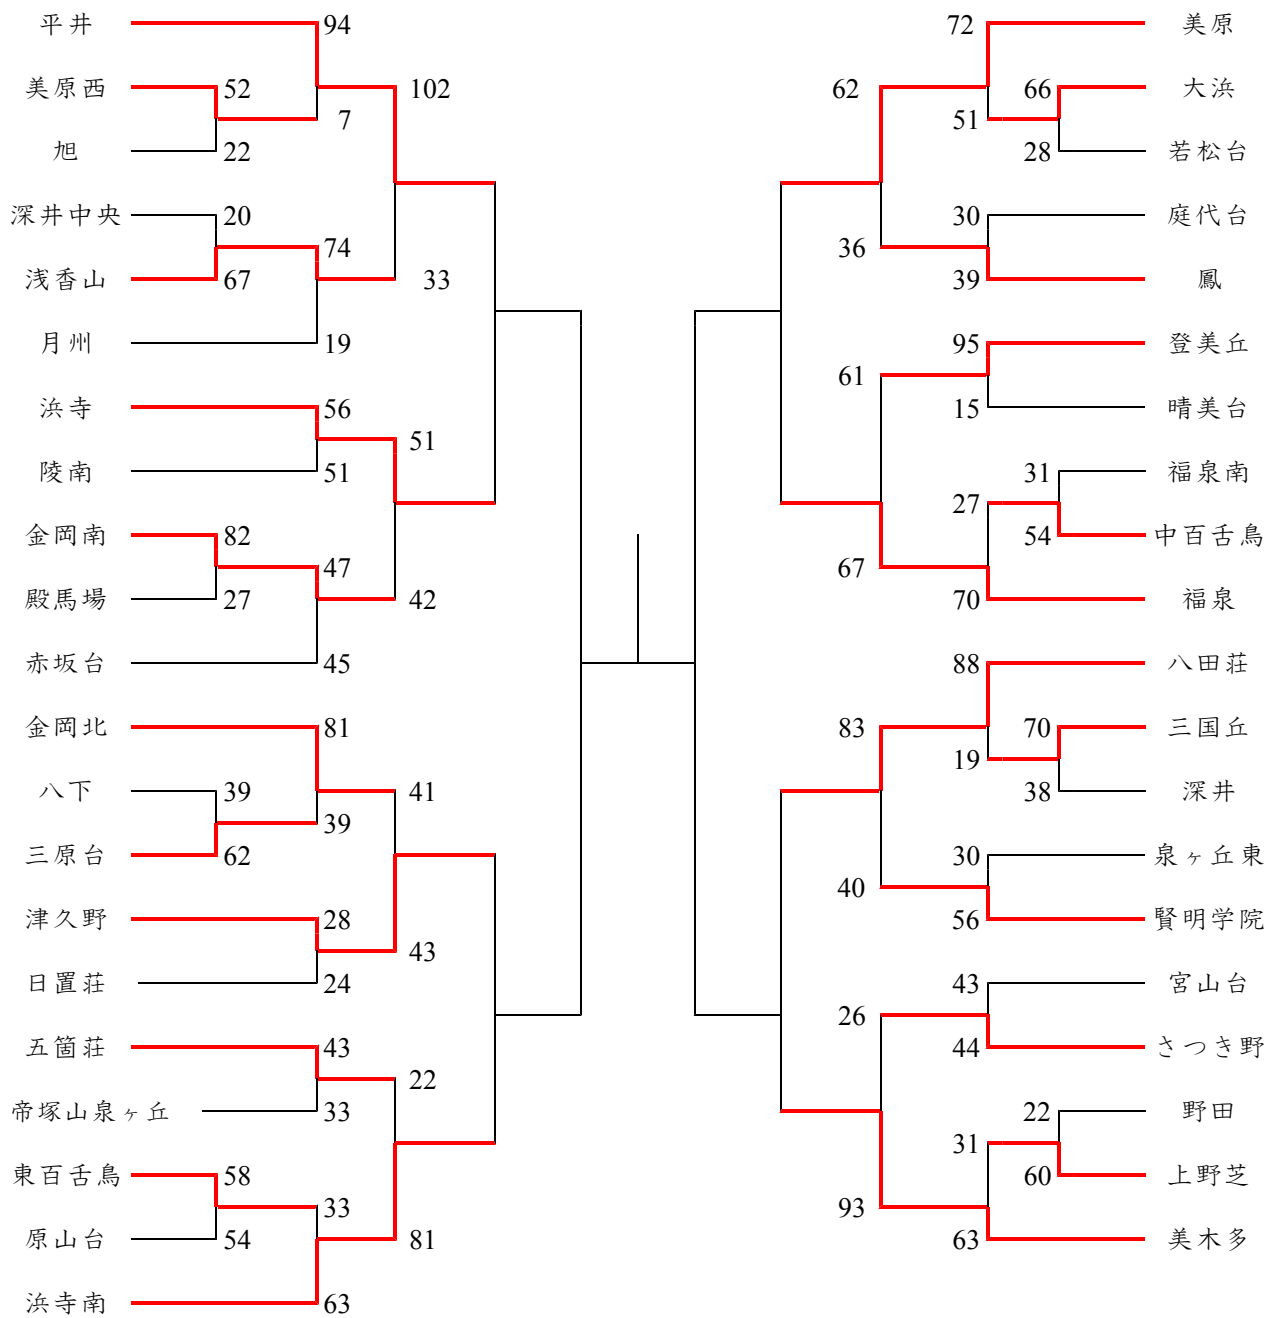 平井 94 72 美原
美原西 52 102 62 66 大浜
7 51
旭 22 28 若松台
深井中央 20 30 庭代台
74 36
浅香山 67 33 39 鳳
月州 19 95 登美丘
61
浜寺 56 15 晴美台
51
陵南 51 31 福泉南
27
金岡南 82 54 中百舌鳥
47 67
殿馬場 27 42 70 福泉
赤坂台 45 88 八田荘
金岡北 81 83 70 三国丘
19
八下 39 41 38 深井
39
三原台 62 30 泉ヶ丘東
40
津久野 28 56 賢明学院
43
日置荘 24 43 宮山台
26
五箇荘 43 44 さつき野
22
帝塚山泉ヶ丘 33 22 野田
31
東百舌鳥 58 60 上野芝
33 93
原山台 54 81 63 美木多
浜寺南 63